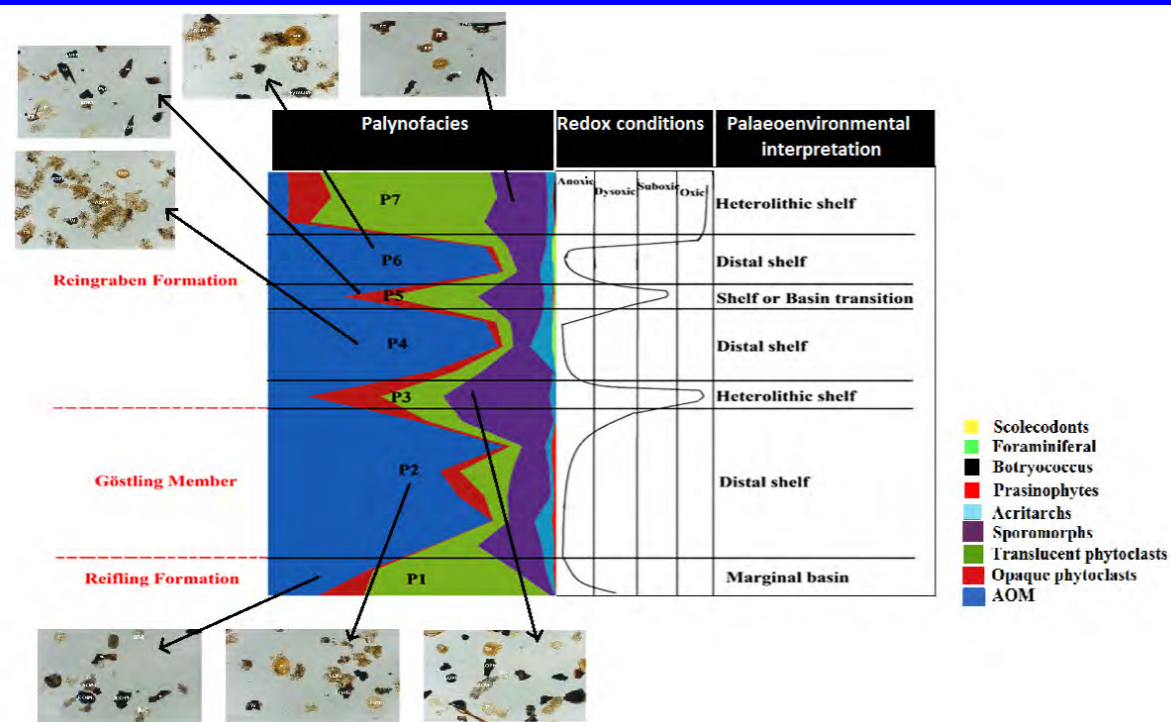 Palynofacies
Redox conditions
Palaeoenvironmental
interpretation
Anoxic
Dysoxic
Suboxic
Oxic
P7
Heterolithic shelf
P6
Distal shelf
Reingraben Formation
P5
Shelf or Basin transition
P4
Distal shelf
P3
Heterolithic shelf
Göstling Member
P2
Distal shelf
Reifling Formation
P1
Marginal basin
Scolecodonts
Foraminiferal
Botryococcus
Prasinophytes
Acritarchs
Sporomorphs
Translucent phytoclasts
Opaque phytoclasts
AOM